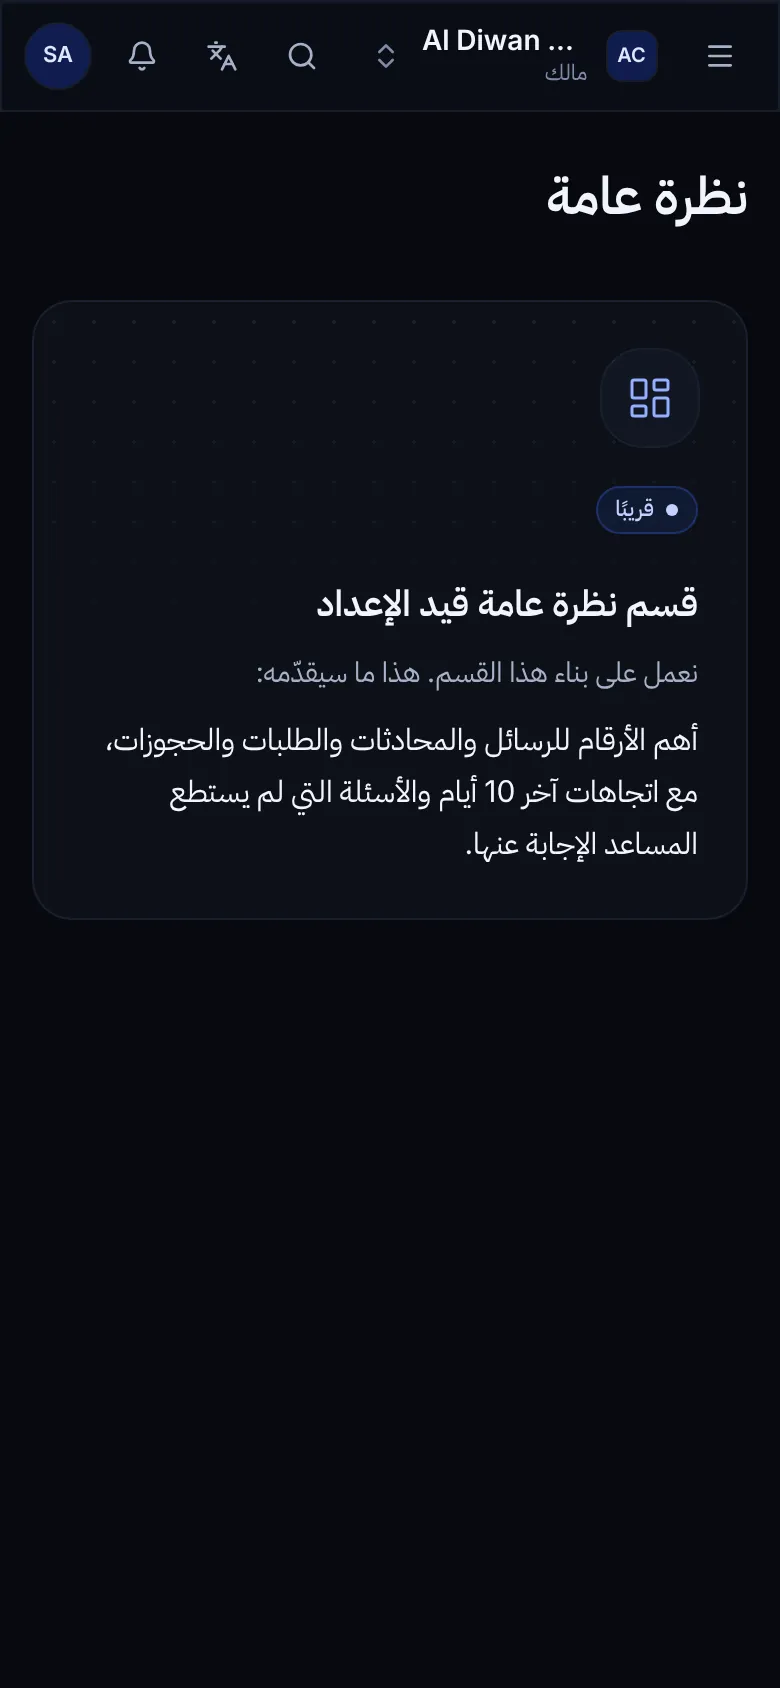 AC
Al Diwan ...
مالك
SA
نظرة عامة
قريبًا
قسم نظرة عامة قيد الإعداد
نعمل على بناء هذا القسم. هذا ما سيقدّمه:
أهم الأرقام للرسائل والمحادثات والطلبات والحجوزات،
مع اتجاهات آخر 10 أيام والأسئلة التي لم يستطع
المساعد الإجابة عنها.